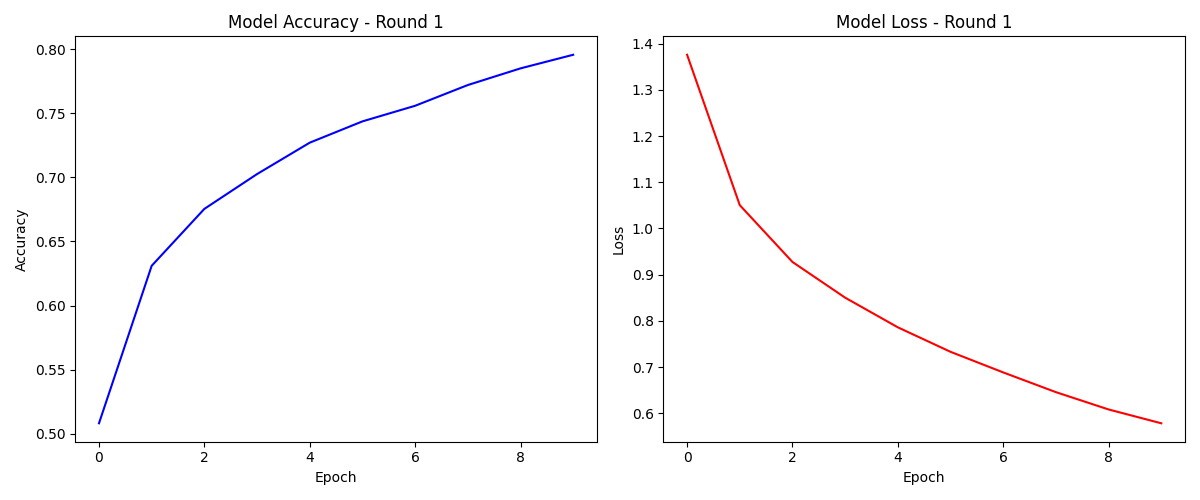 Model Accuracy - Round 1
Accuracy
0.80
0.75
0.70
0.65
0.60
0.55
0.50
0 2 4 6 8
Epoch
Model Loss - Round 1
Loss
1.4
1.3
1.2
1.1
1.0
0.9
0.8
0.7
0.6
0 2 4 6 8
Epoch